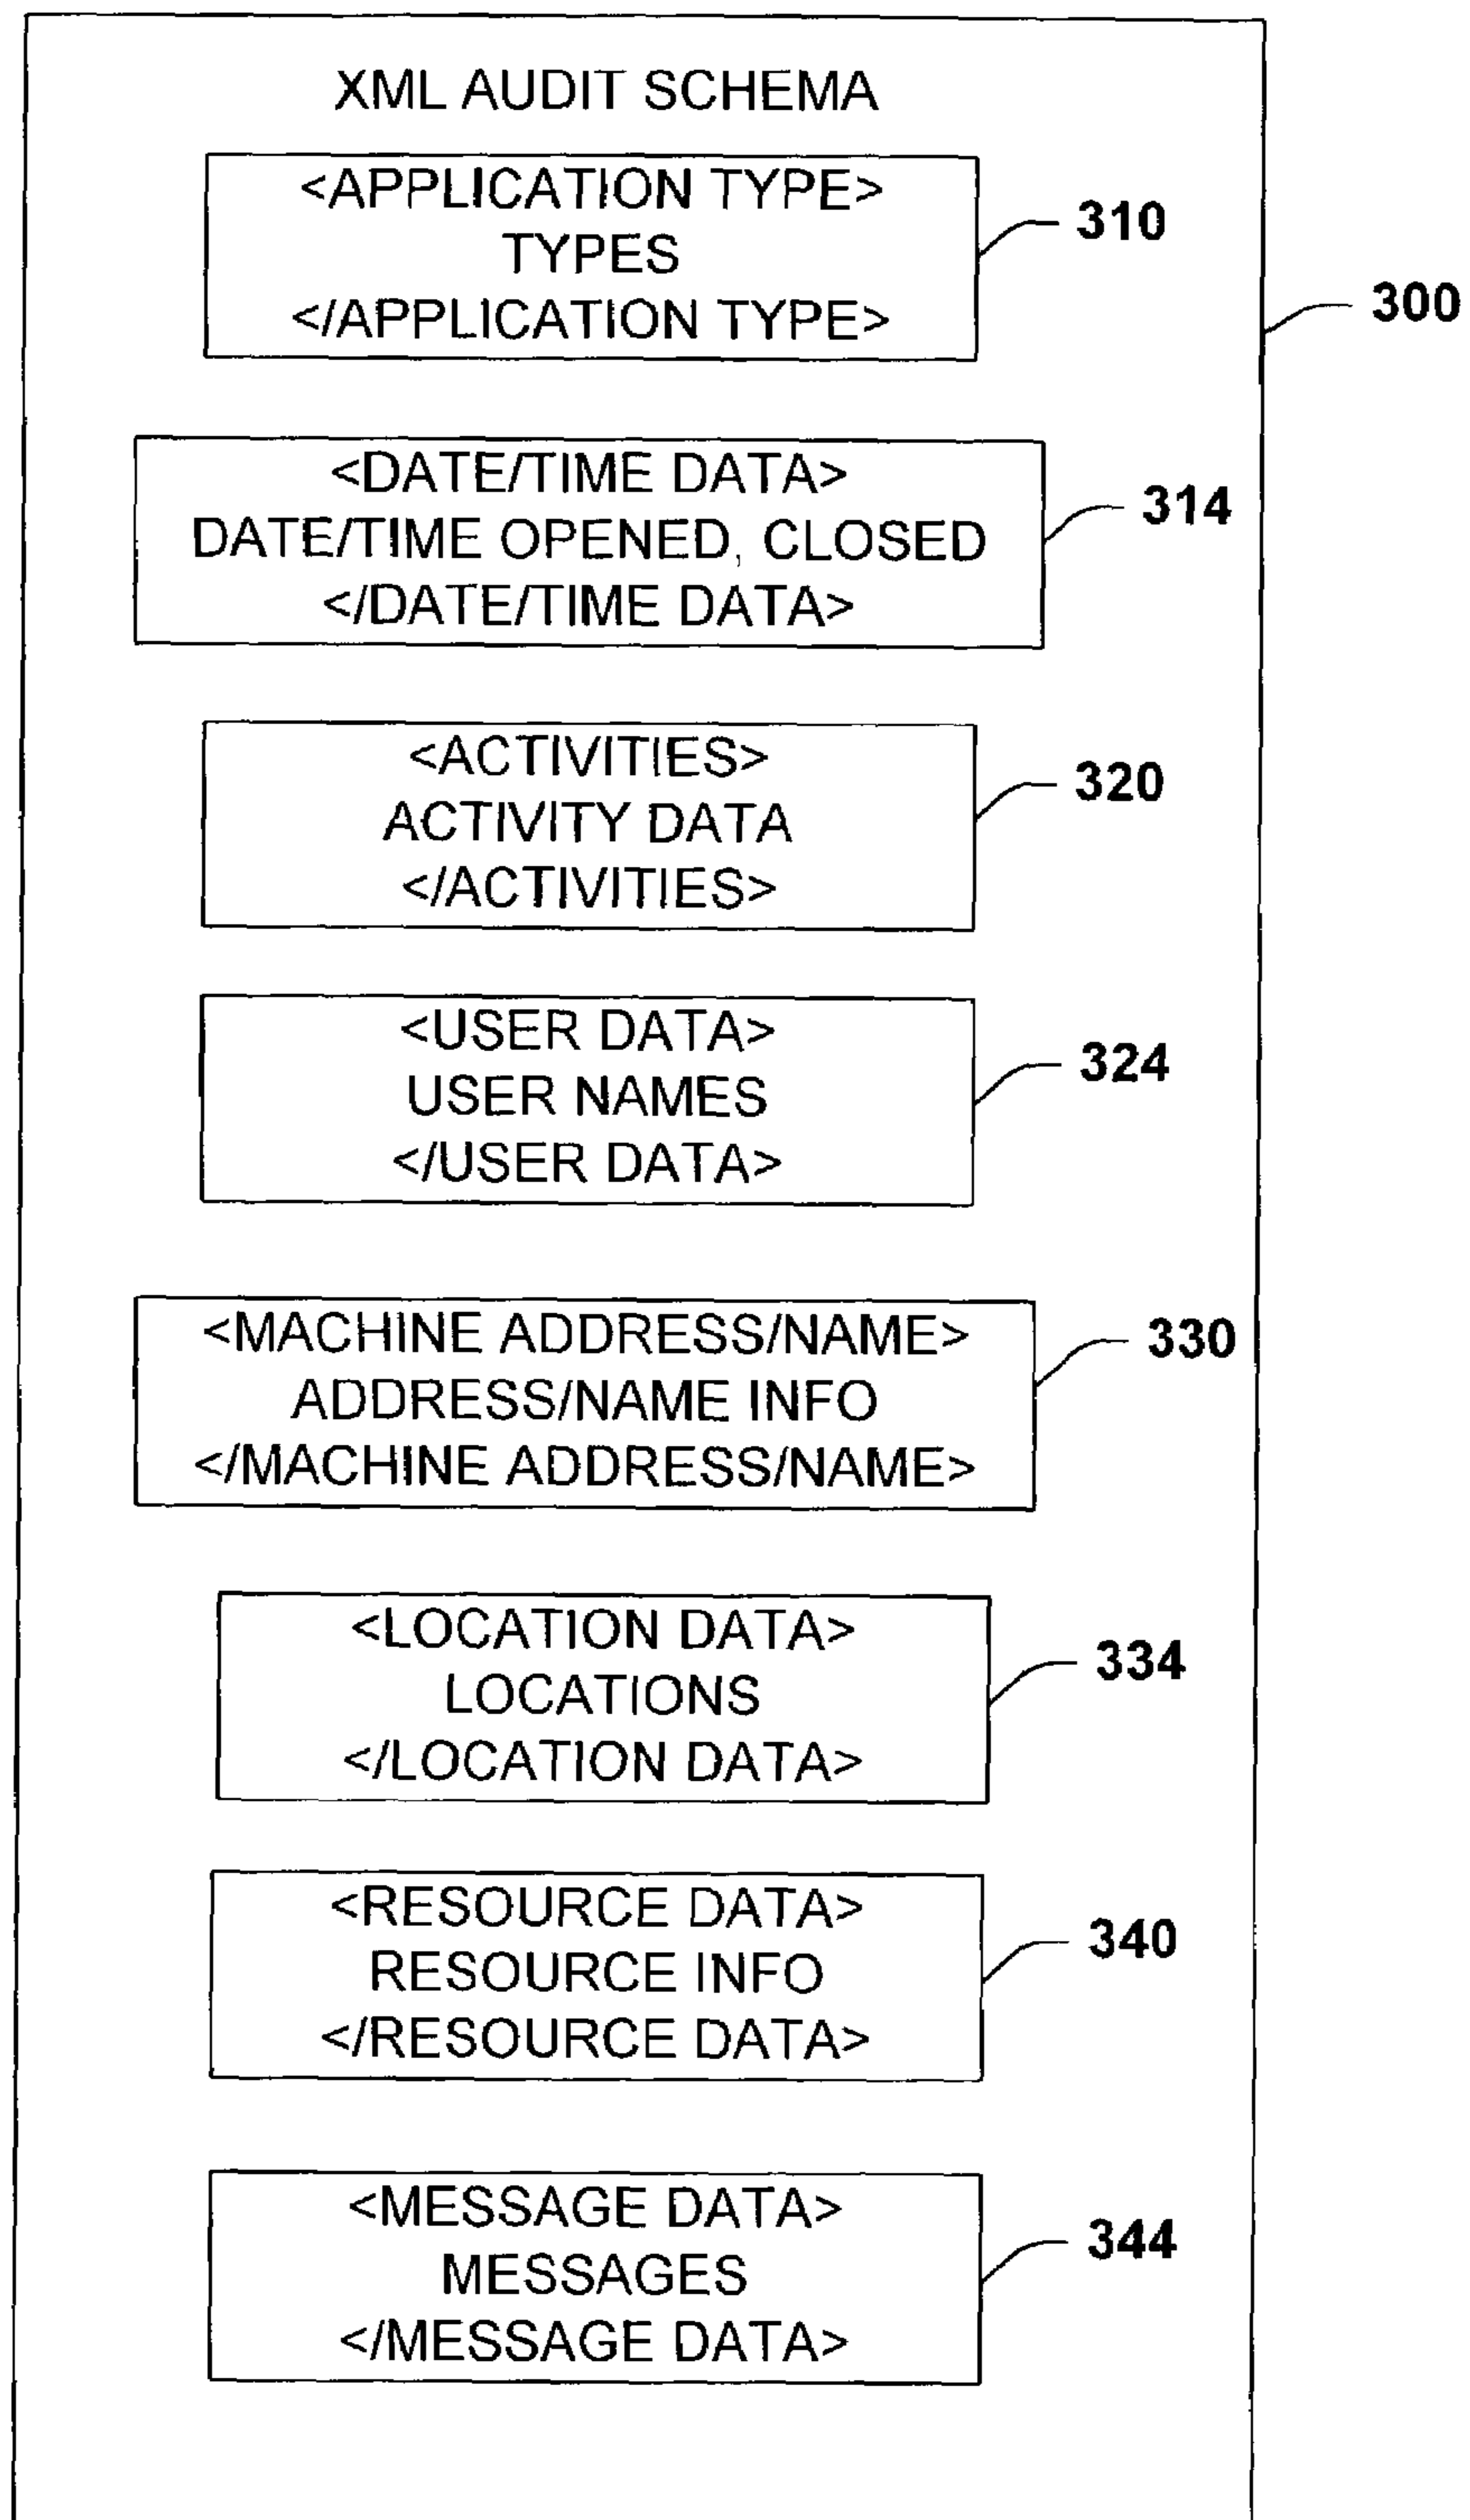 XML AUDIT SCHEMA
<APPLICATION TYPE>
TYPES
</APPLICATION TYPE>
310
300
<DATE/TIME DATA>
DATE/TIME OPENED, CLOSED
</DATE/TIME DATA>
314
<ACTIVITIES>
ACTIVITY DATA
</ACTIVITIES>
320
<USER DATA>
USER NAMES
</USER DATA>
324
<MACHINE ADDRESS/NAME>
ADDRESS/NAME INFO
</MACHINE ADDRESS/NAME>
330
<LOCATION DATA>
LOCATIONS
</LOCATION DATA>
334
<RESOURCE DATA>
RESOURCE INFO
</RESOURCE DATA>
340
<MESSAGE DATA>
MESSAGES
</MESSAGE DATA>
344